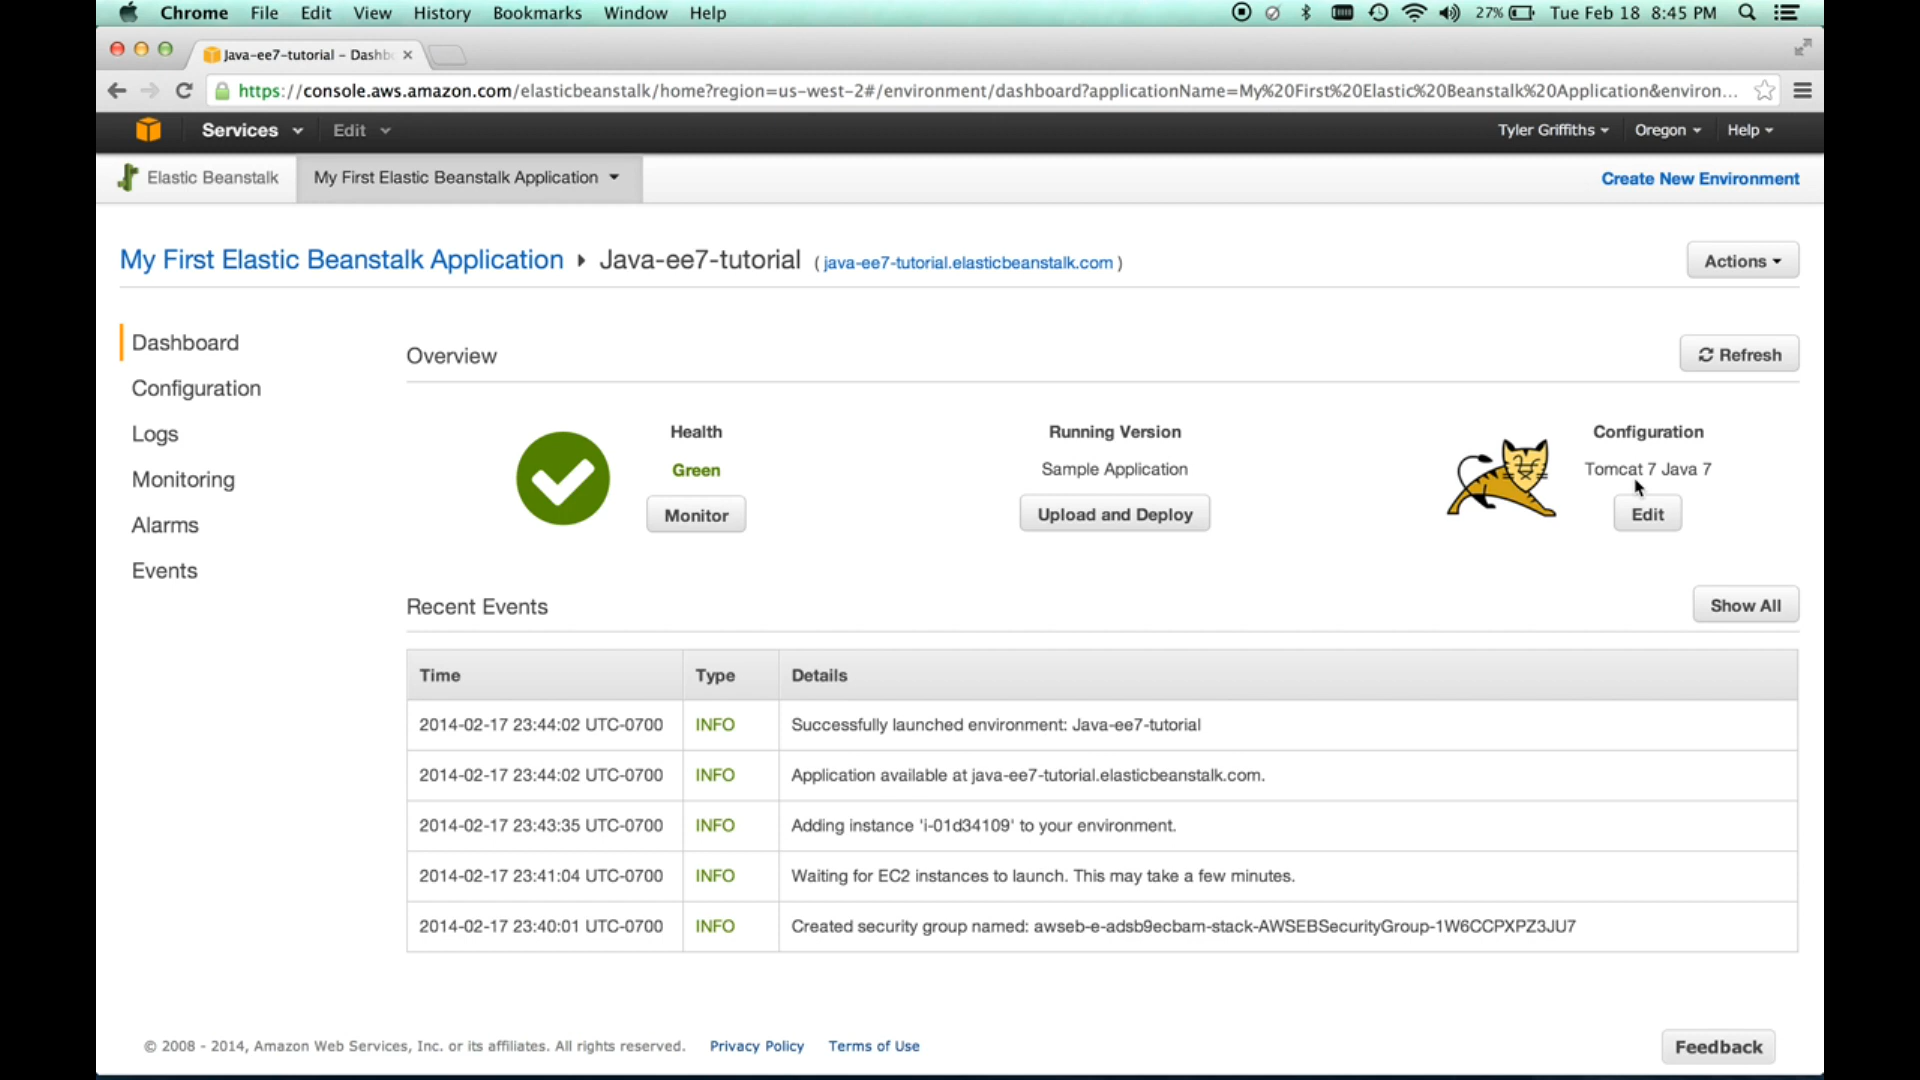 Chrome File Edit View History Bookmarks Window Help 27% Tue Feb 18 8:45 PM
Java-ee7-tutorial – Dashb
https://console.aws.amazon.com/elasticbeanstalk/home?region=us-west-2#/environment/dashboard?applicationName=My%20First%20Elastic%20Beanstalk%20Application&environ...
Services Edit Tyler Griffiths Oregon Help
Elastic Beanstalk My First Elastic Beanstalk Application Create New Environment
My First Elastic Beanstalk Application Java-ee7-tutorial ( java-ee7-tutorial.elasticbeanstalk.com ) Actions
Dashboard
Configuration
Logs
Monitoring
Alarms
Events
Overview Refresh
Health
Green
Monitor
Running Version
Sample Application
Upload and Deploy
Configuration
Tomcat 7 Java 7
Edit
Recent Events Show All
Time Type Details
2014-02-17 23:44:02 UTC-0700 INFO Successfully launched environment: Java-ee7-tutorial
2014-02-17 23:44:02 UTC-0700 INFO Application available at java-ee7-tutorial.elasticbeanstalk.com.
2014-02-17 23:43:35 UTC-0700 INFO Adding instance 'i-01d34109' to your environment.
2014-02-17 23:41:04 UTC-0700 INFO Waiting for EC2 instances to launch. This may take a few minutes.
2014-02-17 23:40:01 UTC-0700 INFO Created security group named: awseb-e-adsb9ecbam-stack-AWSEBSecurityGroup-1W6CCPXPZ3JU7
© 2008 - 2014, Amazon Web Services, Inc. or its affiliates. All rights reserved. Privacy Policy Terms of Use Feedback